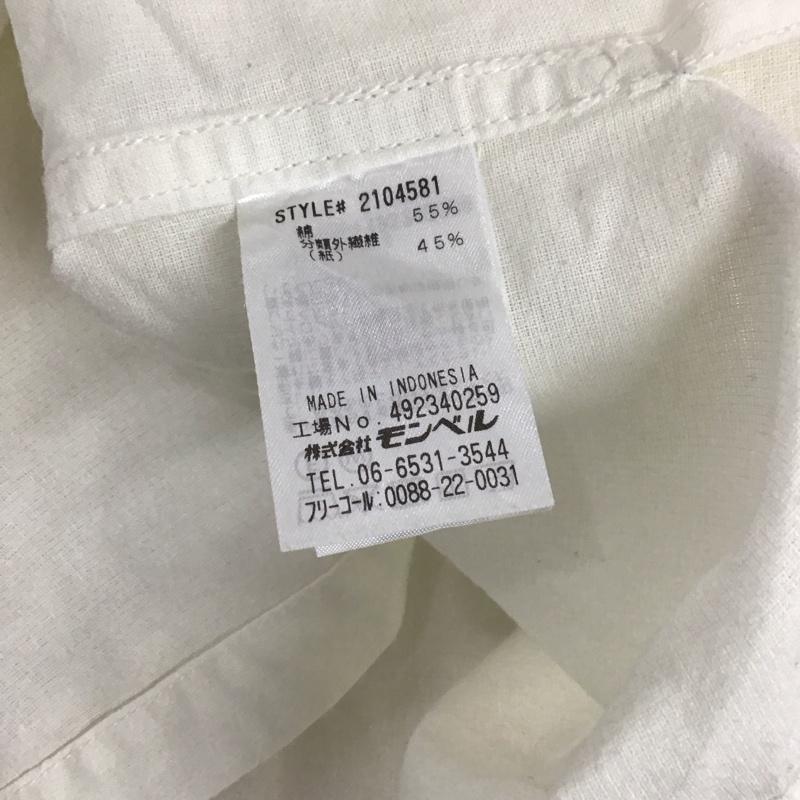 STYLE# 2104581
綿 55%
分類外繊維 45%
(紙)
MADE IN INDONESIA
工場No. 492340259
株式会社 モンベル
TEL.06-6531-3544
フリーコール:0088-22-0031